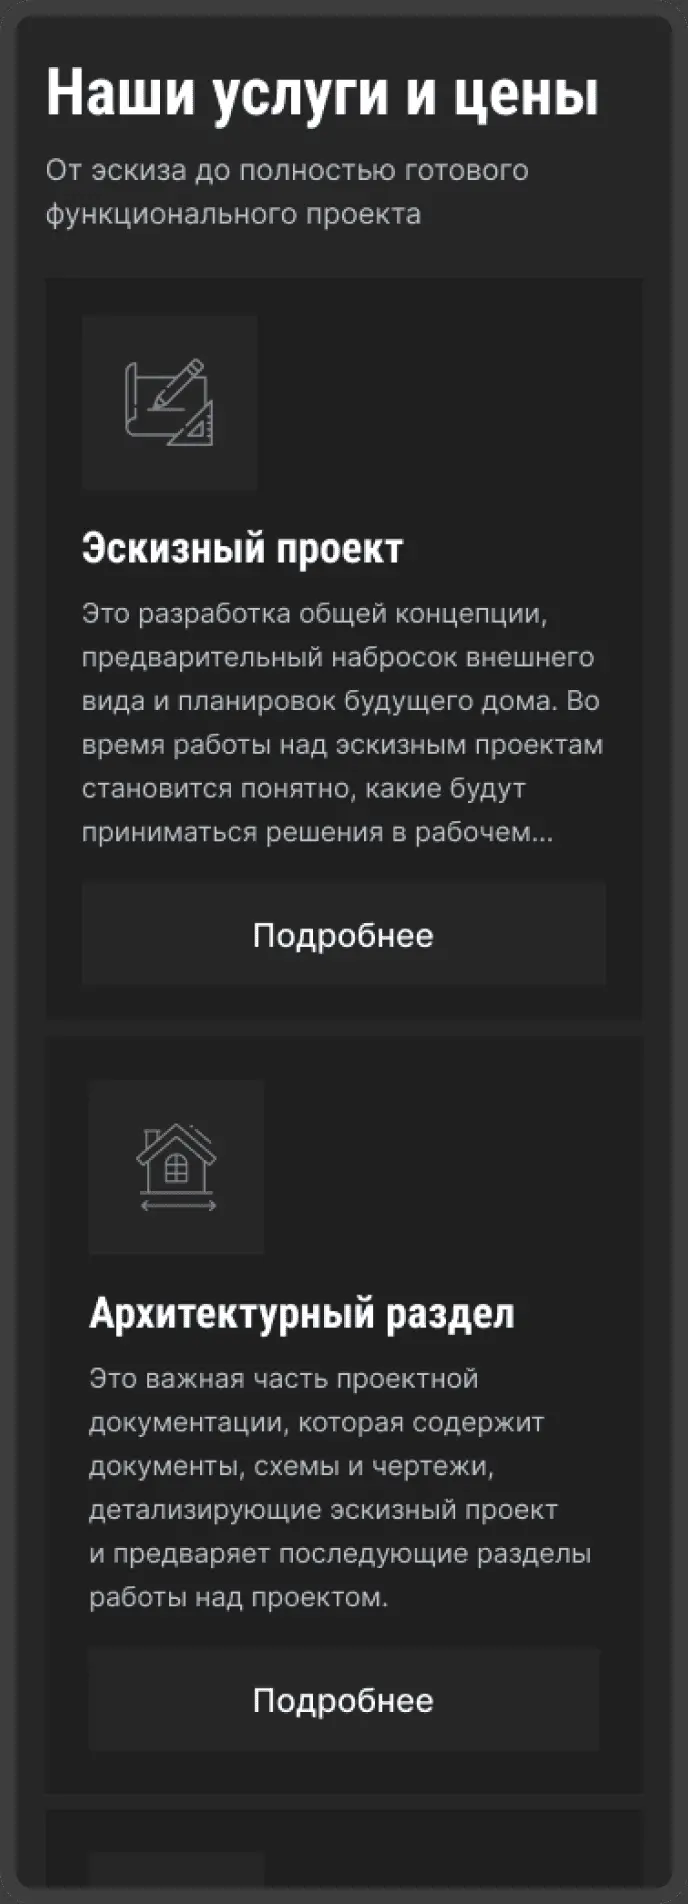 Наши услуги и цены
От эскиза до полностью готового
функционального проекта
Эскизный проект
Это разработка общей концепции,
предварительный набросок внешнего
вида и планировок будущего дома. Во
время работы над эскизным проектам
становится понятно, какие будут
приниматься решения в рабочем...
Подробнее
Архитектурный раздел
Это важная часть проектной
документации, которая содержит
документы, схемы и чертежи,
детализирующие эскизный проект
и предваряет последующие разделы
работы над проектом.
Подробнее